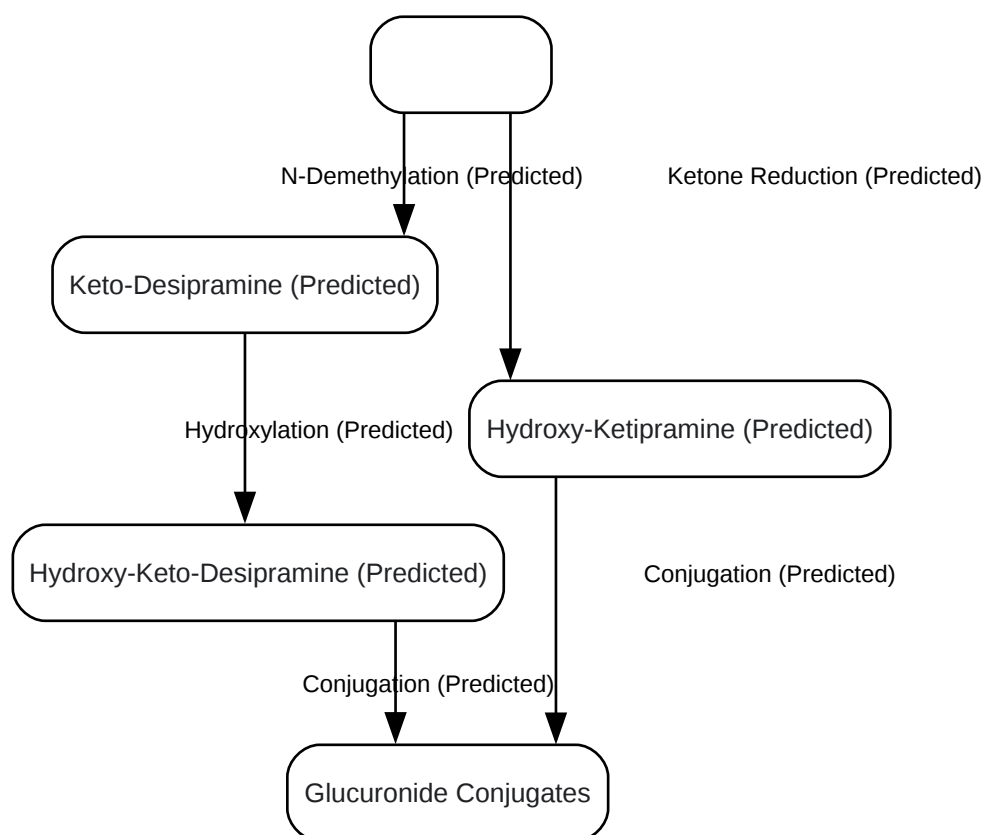 N-Demethylation (Predicted)
Ketone Reduction (Predicted)
Keto-Desipramine (Predicted)
Hydroxylation (Predicted)
Hydroxy-Ketipramine (Predicted)
Hydroxy-Keto-Desipramine (Predicted)
Conjugation (Predicted)
Conjugation (Predicted)
Glucuronide Conjugates